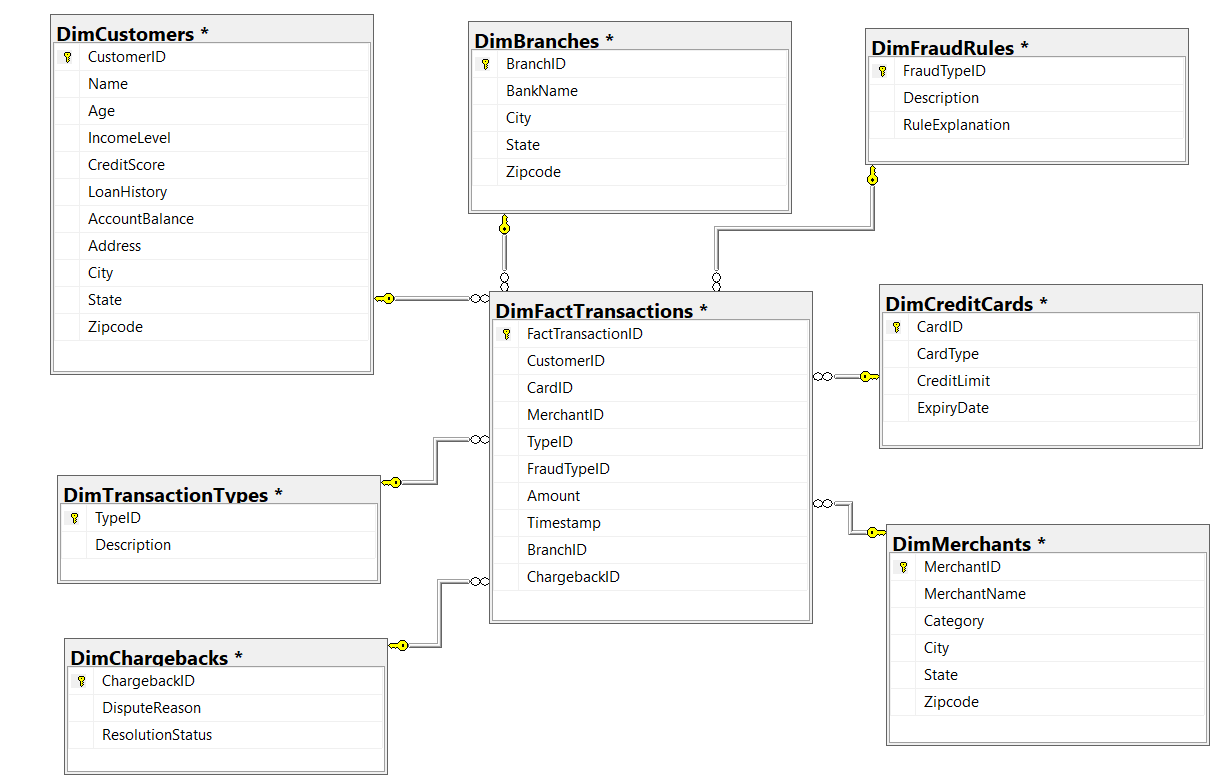 DimCustomers *
CustomerID
Name
Age
IncomeLevel
CreditScore
LoanHistory
AccountBalance
Address
City
State
Zipcode
DimBranches *
BranchID
BankName
City
State
Zipcode
DimFraudRules *
FraudTypeID
Description
RuleExplanation
DimFactTransactions *
FactTransactionID
CustomerID
CardID
MerchantID
TypeID
FraudTypeID
Amount
Timestamp
BranchID
ChargebackID
DimCreditCards *
CardID
CardType
CreditLimit
ExpiryDate
DimTransactionTypes *
TypeID
Description
DimMerchants *
MerchantID
MerchantName
Category
City
State
Zipcode
DimChargebacks *
ChargebackID
DisputeReason
ResolutionStatus